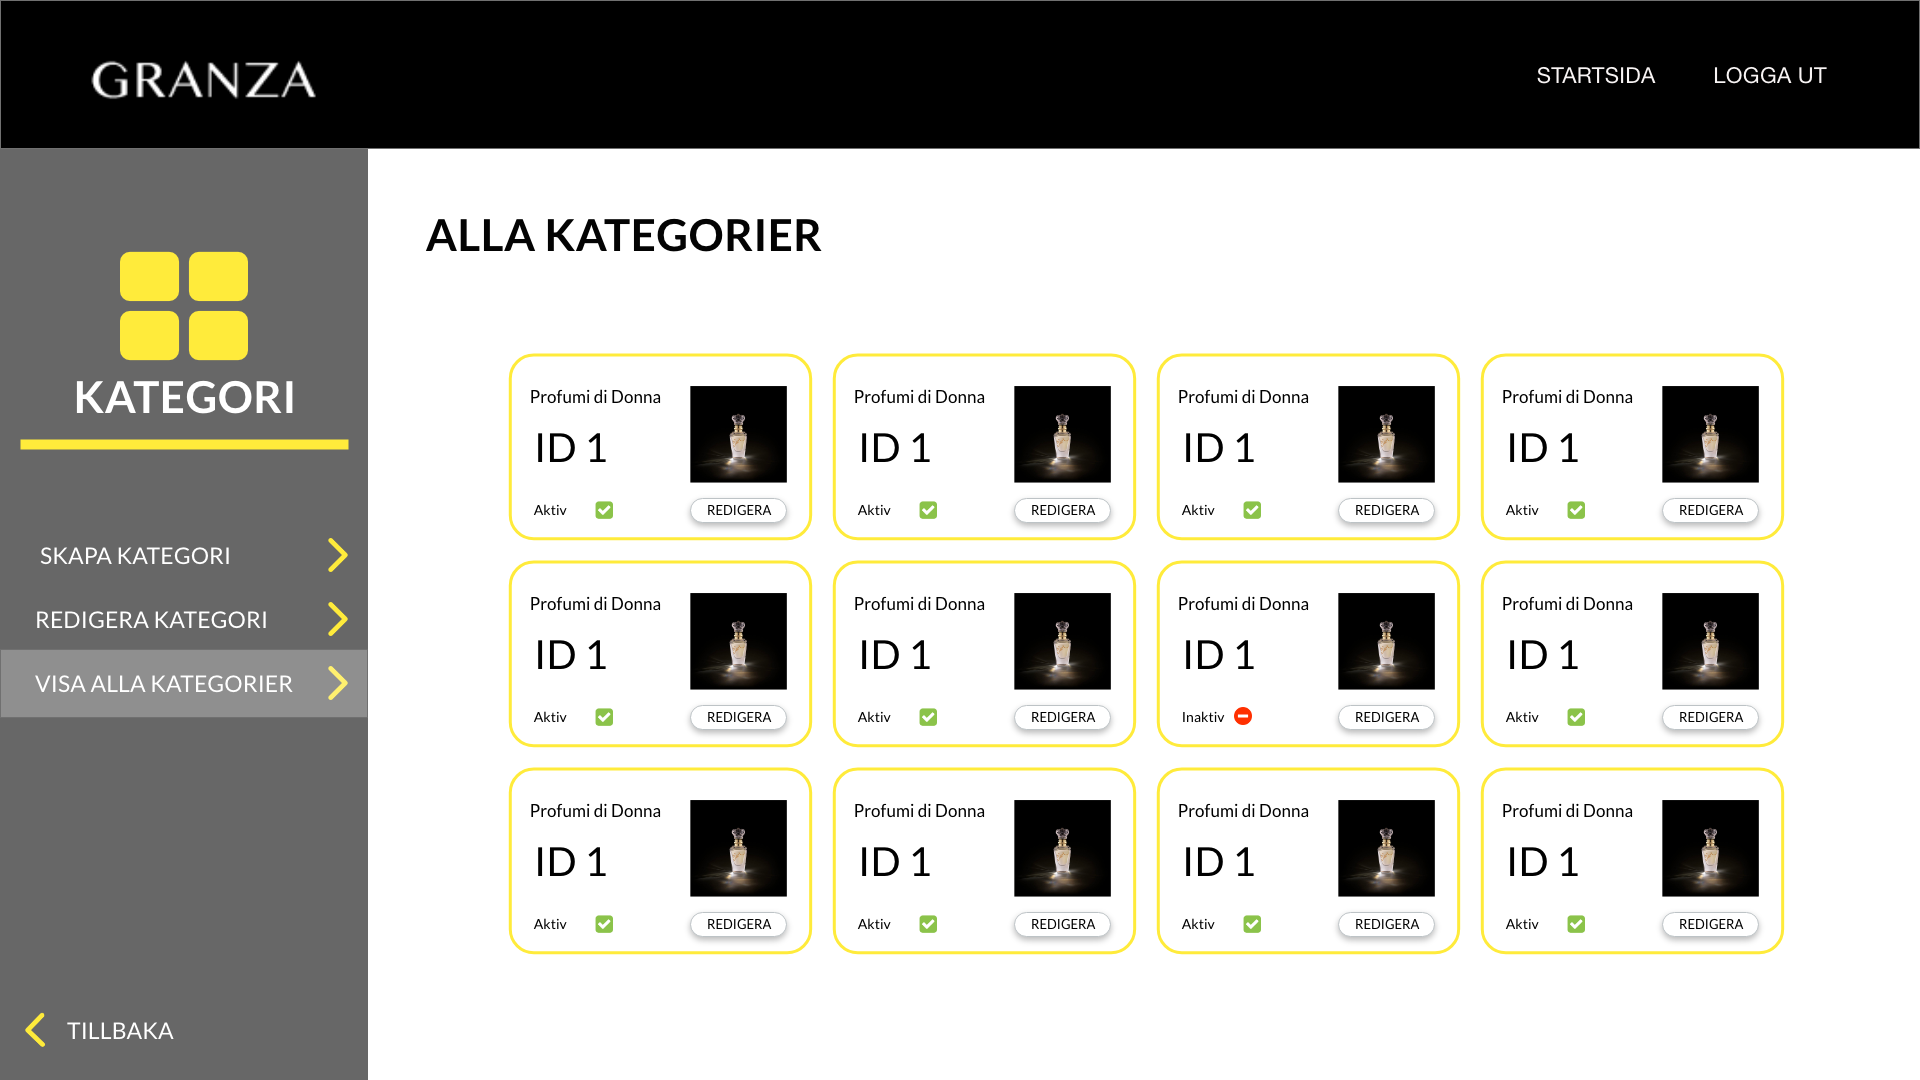 GRANZA
STARTSIDA
LOGGA UT
KATEGORI
SKAPA KATEGORI
REDIGERA KATEGORI
VISA ALLA KATEGORIER
TILLBAKA
ALLA KATEGORIER
Profumi di Donna
ID 1
Aktiv
REDIGERA
Profumi di Donna
ID 1
Aktiv
REDIGERA
Profumi di Donna
ID 1
Aktiv
REDIGERA
Profumi di Donna
ID 1
Aktiv
REDIGERA
Profumi di Donna
ID 1
Aktiv
REDIGERA
Profumi di Donna
ID 1
Aktiv
REDIGERA
Profumi di Donna
ID 1
Inaktiv
REDIGERA
Profumi di Donna
ID 1
Aktiv
REDIGERA
Profumi di Donna
ID 1
Aktiv
REDIGERA
Profumi di Donna
ID 1
Aktiv
REDIGERA
Profumi di Donna
ID 1
Aktiv
REDIGERA
Profumi di Donna
ID 1
Aktiv
REDIGERA